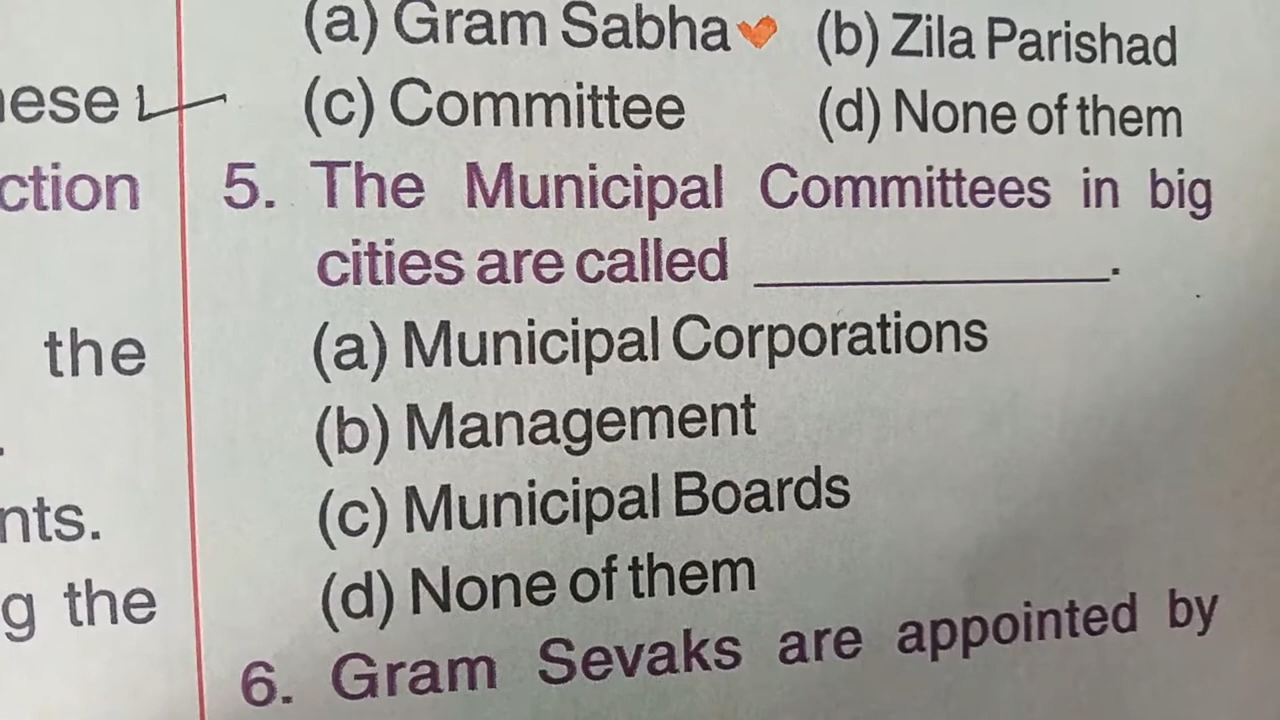 ese
ction
the
.
nts.
g the
(a) Gram Sabha (b) Zila Parishad
(c) Committee (d) None of them
5. The Municipal Committees in big
cities are called ____________.
(a) Municipal Corporations
(b) Management
(c) Municipal Boards
(d) None of them
6. Gram Sevaks are appointed by